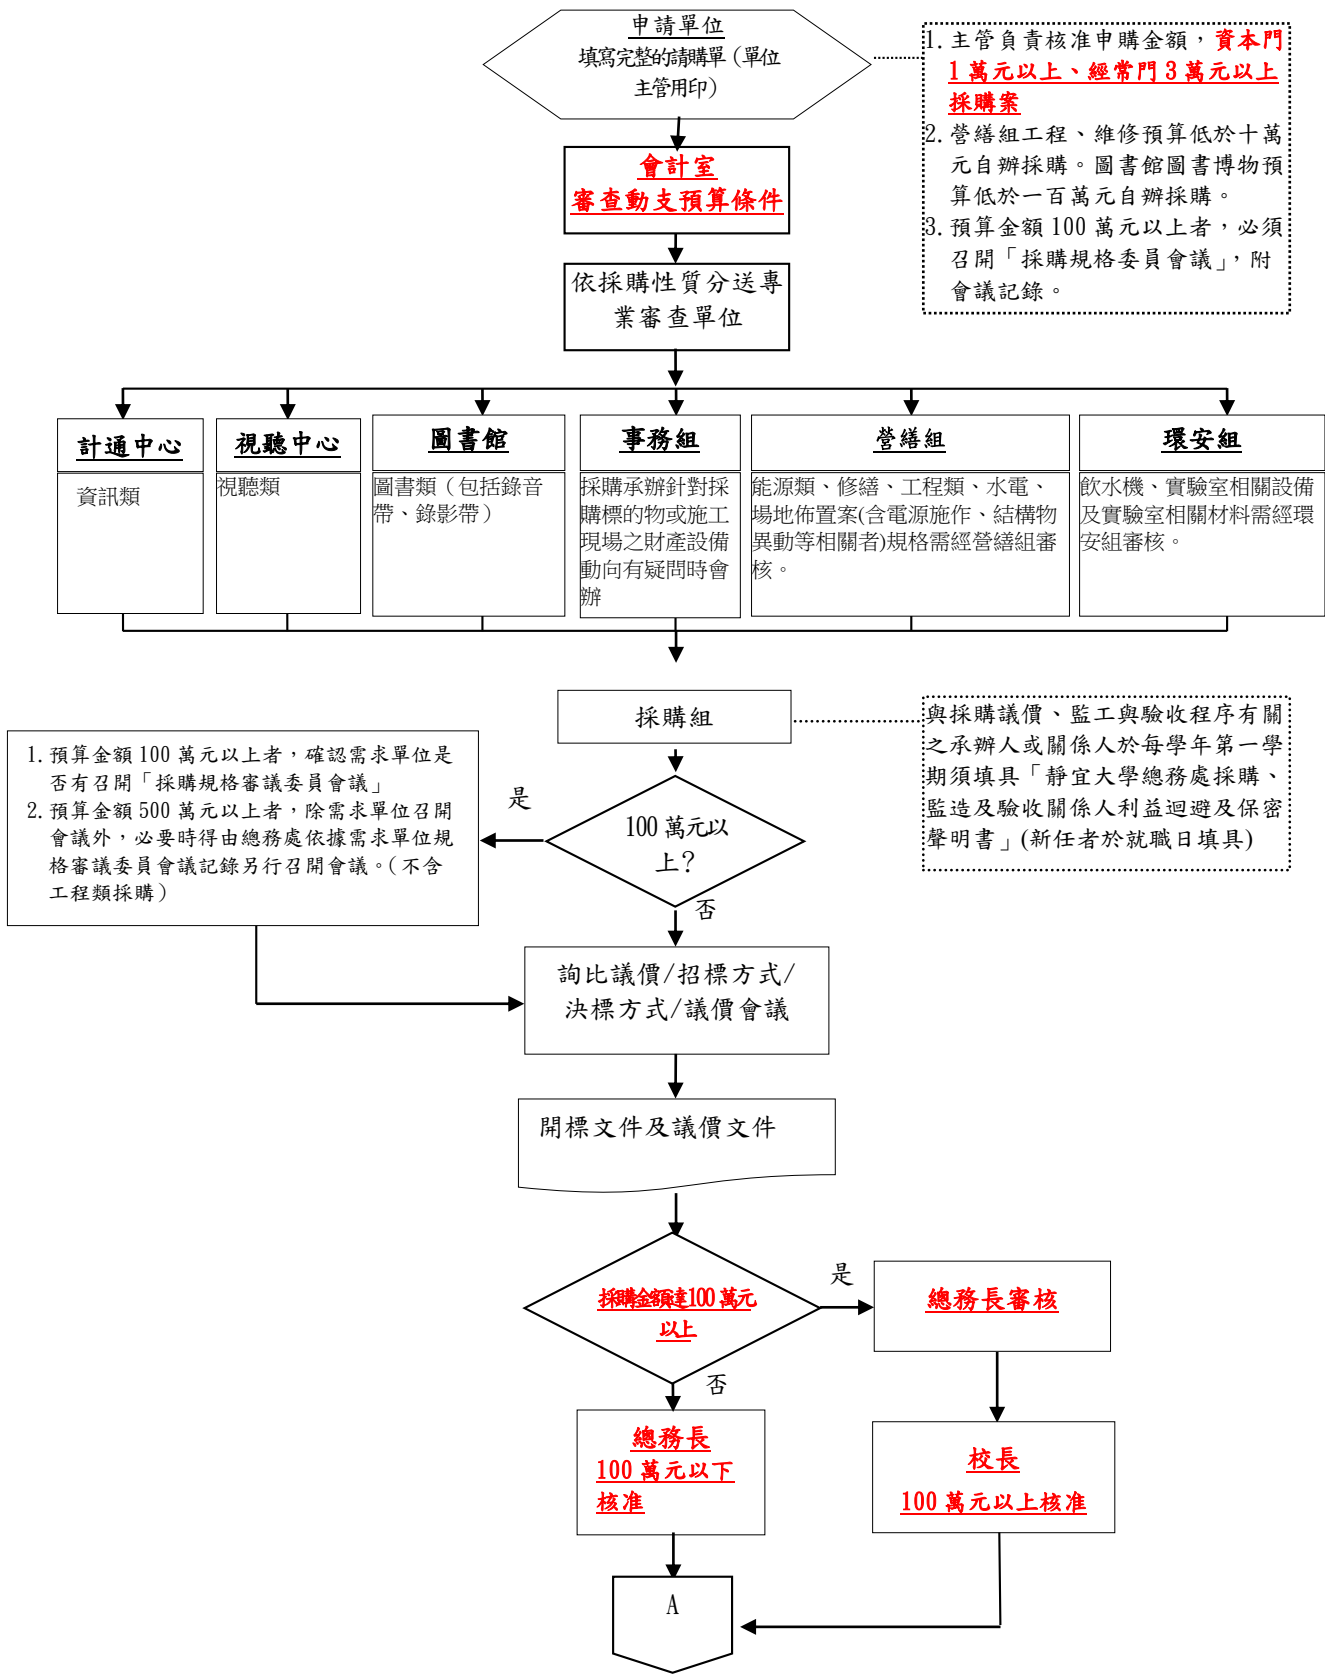 申請單位
填寫完整的請購單（單位
主管用印）
1. 主管負責核准申購金額，資本門
1 萬元以上、經常門 3 萬元以上
採購案
2. 營繕組工程、維修預算低於十萬
元自辦採購。圖書館圖書博物預
算低於一百萬元自辦採購。
3. 預算金額 100 萬元以上者，必須
召開「採購規格委員會議」，附
會議記錄。
會計室
審查動支預算條件
依採購性質分送專
業審查單位
計通中心
資訊類
視聽中心
視聽類
圖書館
圖書類（包括錄音
帶、錄影帶）
事務組
採購承辦針對採
購標的物或施工
現場之財產設備
動向有疑問時會
辦
營繕組
能源類、修繕、工程類、水電、
場地佈置案(含電源施作、結構物
異動等相關者)規格需經營繕組審
核。
環安組
飲水機、實驗室相關設備
及實驗室相關材料需經環
安組審核。
採購組
與採購議價、監工與驗收程序有關
之承辦人或關係人於每學年第一學
期須填具「靜宜大學總務處採購、
監造及驗收關係人利益迴避及保密
聲明書」(新任者於就職日填具)
1. 預算金額 100 萬元以上者，確認需求單位是
否有召開「採購規格審議委員會議」
2. 預算金額 500 萬元以上者，除需求單位召開
會議外，必要時得由總務處依據需求單位規
格審議委員會議記錄另行召開會議。（不含
工程類採購）
是
100 萬元以
上?
否
詢比議價/招標方式/
決標方式/議價會議
開標文件及議價文件
採購金額達100 萬元
以上
是
總務長審核
否
總務長
100 萬元以下
核准
校長
100 萬元以上核准
A